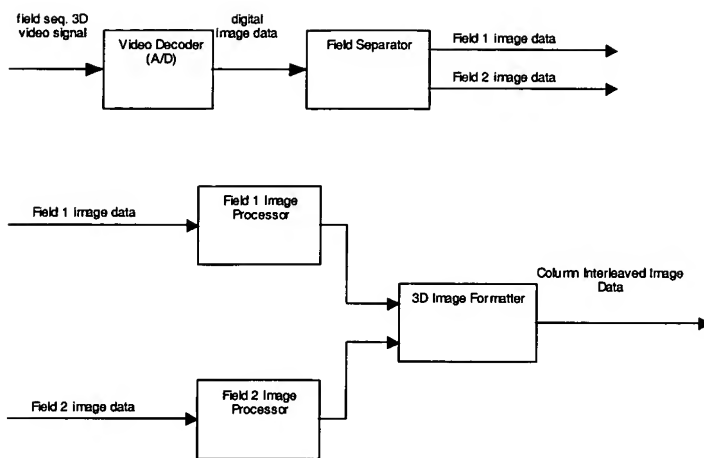 field seq. 3D
video signal
Video Decoder
(A/D)
digital
image data
Field Separator
Field 1 image data
Field 2 image data
Field 1 image data
Field 1 Image
Processor
3D Image Formatter
Column Interleaved Image
Data
Field 2 image data
Field 2 Image
Processor